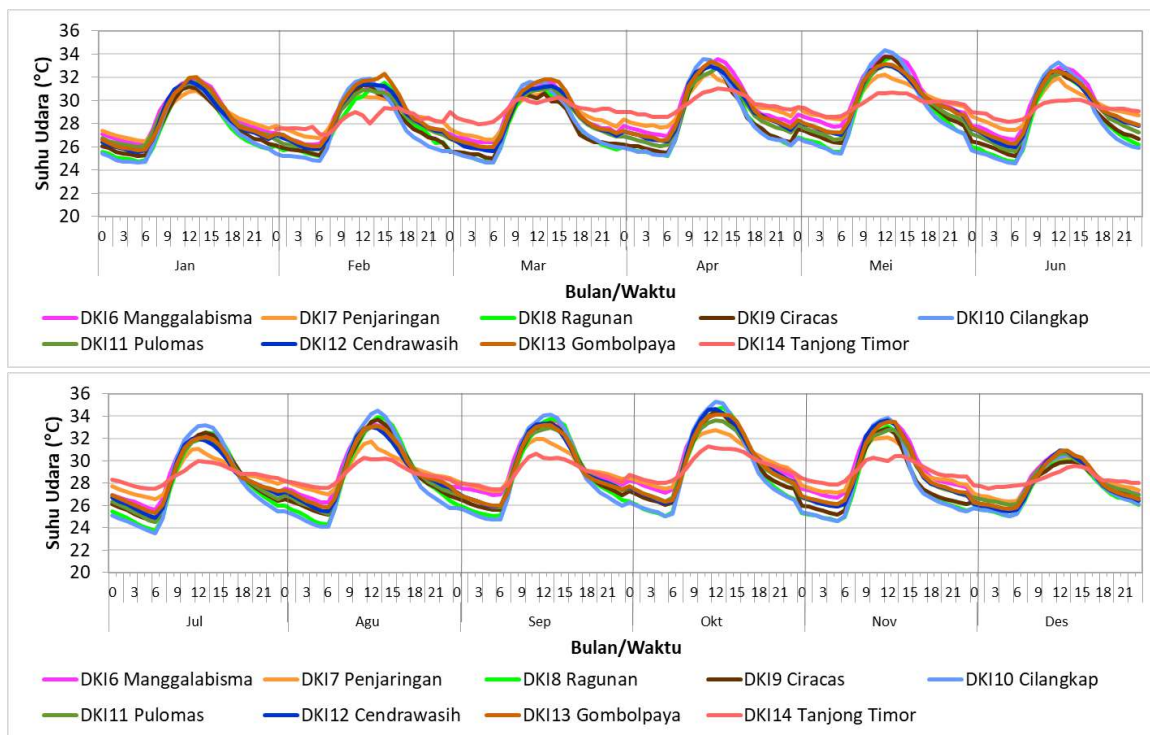 36
34
32
30
28
26
24
22
20
Suhu Udara (°C)
0 3 6 9 12 15 18 21 0 3 6 9 12 15 18 21 0 3 6 9 12 15 18 21 0 3 6 9 12 15 18 21 0 3 6 9 12 15 18 21 0 3 6 9 12 15 18 21
Jan Feb Mar Apr Mei Jun
Bulan/Waktu
DKI6 Manggalabisma DKI7 Penjaringan DKI8 Ragunan DKI9 Ciracas DKI10 Cilangkap
DKI11 Pulomas DKI12 Cendrawasih DKI13 Gombolpaya DKI14 Tanjong Timor
36
34
32
30
28
26
24
22
20
Suhu Udara (°C)
0 3 6 9 12 15 18 21 0 3 6 9 12 15 18 21 0 3 6 9 12 15 18 21 0 3 6 9 12 15 18 21 0 3 6 9 12 15 18 21 0 3 6 9 12 15 18 21
Jul Agu Sep Okt Nov Des
Bulan/Waktu
DKI6 Manggalabisma DKI7 Penjaringan DKI8 Ragunan DKI9 Ciracas DKI10 Cilangkap
DKI11 Pulomas DKI12 Cendrawasih DKI13 Gombolpaya DKI14 Tanjong Timor